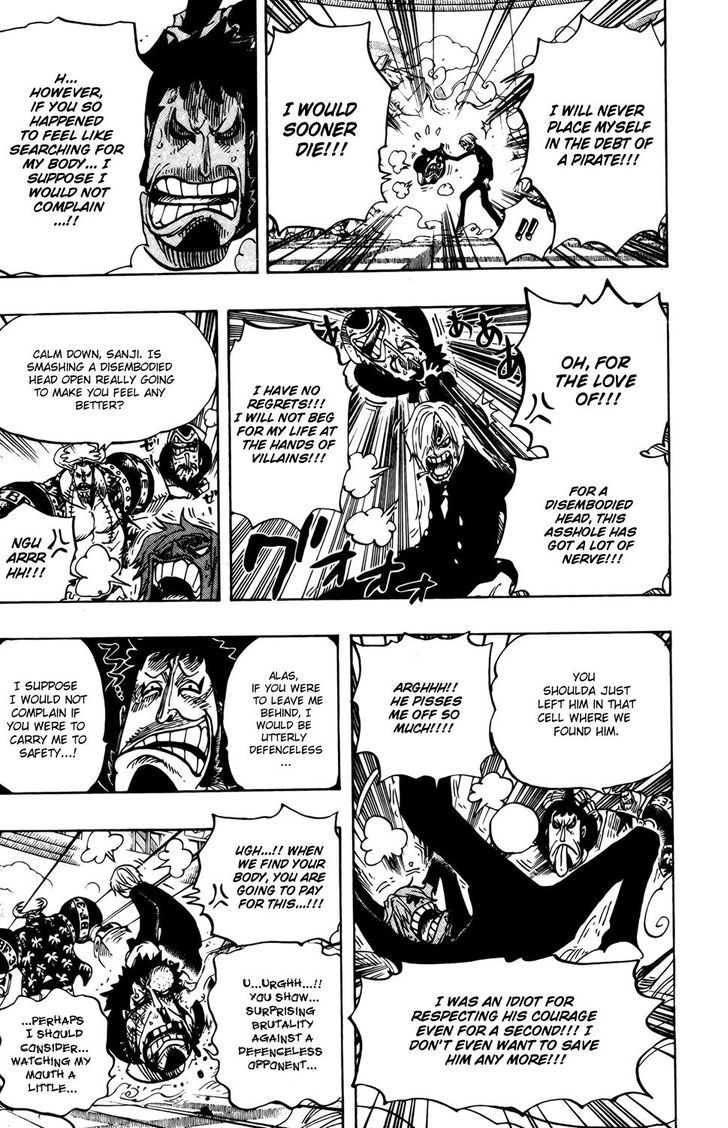 I WILL NEVER
PLACE MYSELF
IN THE DEBT OF
A PIRATE!!!
I WOULD
SOONER
DIE!!!
!!
H...
HOWEVER,
IF YOU SO
HAPPENED
TO FEEL LIKE
SEARCHING FOR
MY BODY... I
SUPPOSE I
WOULD NOT
COMPLAIN
...!!
OH, FOR
THE LOVE
OF!!!
FOR A
DISEMBODIED
HEAD, THIS
ASSHOLE HAS
GOT A LOT OF
NERVE!!!
I HAVE NO
REGRETS!!!
I WILL NOT BEG
FOR MY LIFE AT
THE HANDS OF
VILLAINS!!!
グオオオ
CALM DOWN, SANJI. IS
SMASHING A DISEMBODIED
HEAD OPEN REALLY GOING
TO MAKE YOU FEEL ANY
BETTER?
NGU
ARRR
HH!!!
YOU
SHOULDA JUST
LEFT HIM IN THAT
CELL WHERE WE
FOUND HIM.
ARGHHH!!
HE PISSES
ME OFF SO
MUCH!!!!
I WAS AN IDIOT FOR
RESPECTING HIS COURAGE
EVEN FOR A SECOND!!! I
DON'T EVEN WANT TO SAVE
HIM ANY MORE!!!
ALAS,
IF YOU WERE
TO LEAVE ME
BEHIND, I
WOULD BE
UTTERLY
DEFENCELESS
...
I SUPPOSE
I WOULD NOT
COMPLAIN IF
YOU WERE TO
CARRY ME TO
SAFETY...!
UGH...!! WHEN
WE FIND YOUR
BODY, YOU ARE
GOING TO PAY
FOR THIS...!!!
U...URGHH...!!
YOU SHOW...
SURPRISING
BRUTALITY
AGAINST A
DEFENCELESS
OPPONENT...
...PERHAPS
I SHOULD
CONSIDER...
WATCHING MY
MOUTH A
LITTLE...